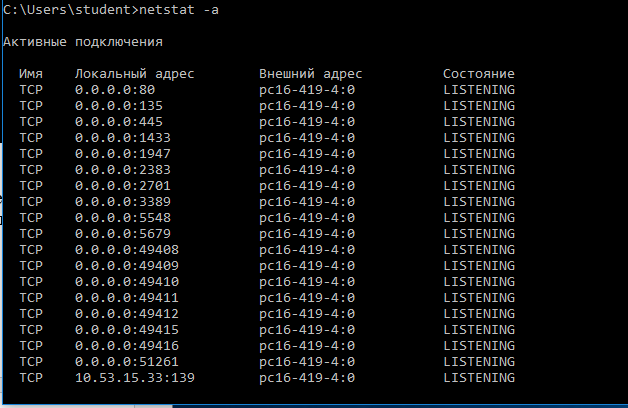 C:\Users\student>netstat -a
Активные подключения
Имя Локальный адрес Внешний адрес Состояние
TCP 0.0.0.0:80 pc16-419-4:0 LISTENING
TCP 0.0.0.0:135 pc16-419-4:0 LISTENING
TCP 0.0.0.0:445 pc16-419-4:0 LISTENING
TCP 0.0.0.0:1433 pc16-419-4:0 LISTENING
TCP 0.0.0.0:1947 pc16-419-4:0 LISTENING
TCP 0.0.0.0:2383 pc16-419-4:0 LISTENING
TCP 0.0.0.0:2701 pc16-419-4:0 LISTENING
TCP 0.0.0.0:3389 pc16-419-4:0 LISTENING
TCP 0.0.0.0:5548 pc16-419-4:0 LISTENING
TCP 0.0.0.0:5679 pc16-419-4:0 LISTENING
TCP 0.0.0.0:49408 pc16-419-4:0 LISTENING
TCP 0.0.0.0:49409 pc16-419-4:0 LISTENING
TCP 0.0.0.0:49410 pc16-419-4:0 LISTENING
TCP 0.0.0.0:49411 pc16-419-4:0 LISTENING
TCP 0.0.0.0:49412 pc16-419-4:0 LISTENING
TCP 0.0.0.0:49415 pc16-419-4:0 LISTENING
TCP 0.0.0.0:49416 pc16-419-4:0 LISTENING
TCP 0.0.0.0:51261 pc16-419-4:0 LISTENING
TCP 10.53.15.33:139 pc16-419-4:0 LISTENING